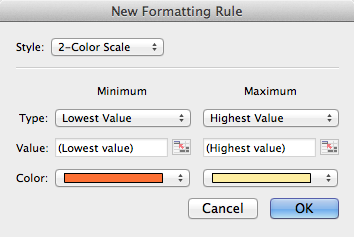 New Formatting Rule
Style: 2-Color Scale
Minimum Maximum
Type: Lowest Value Highest Value
Value: (Lowest value) (Highest value)
Color:
Cancel OK